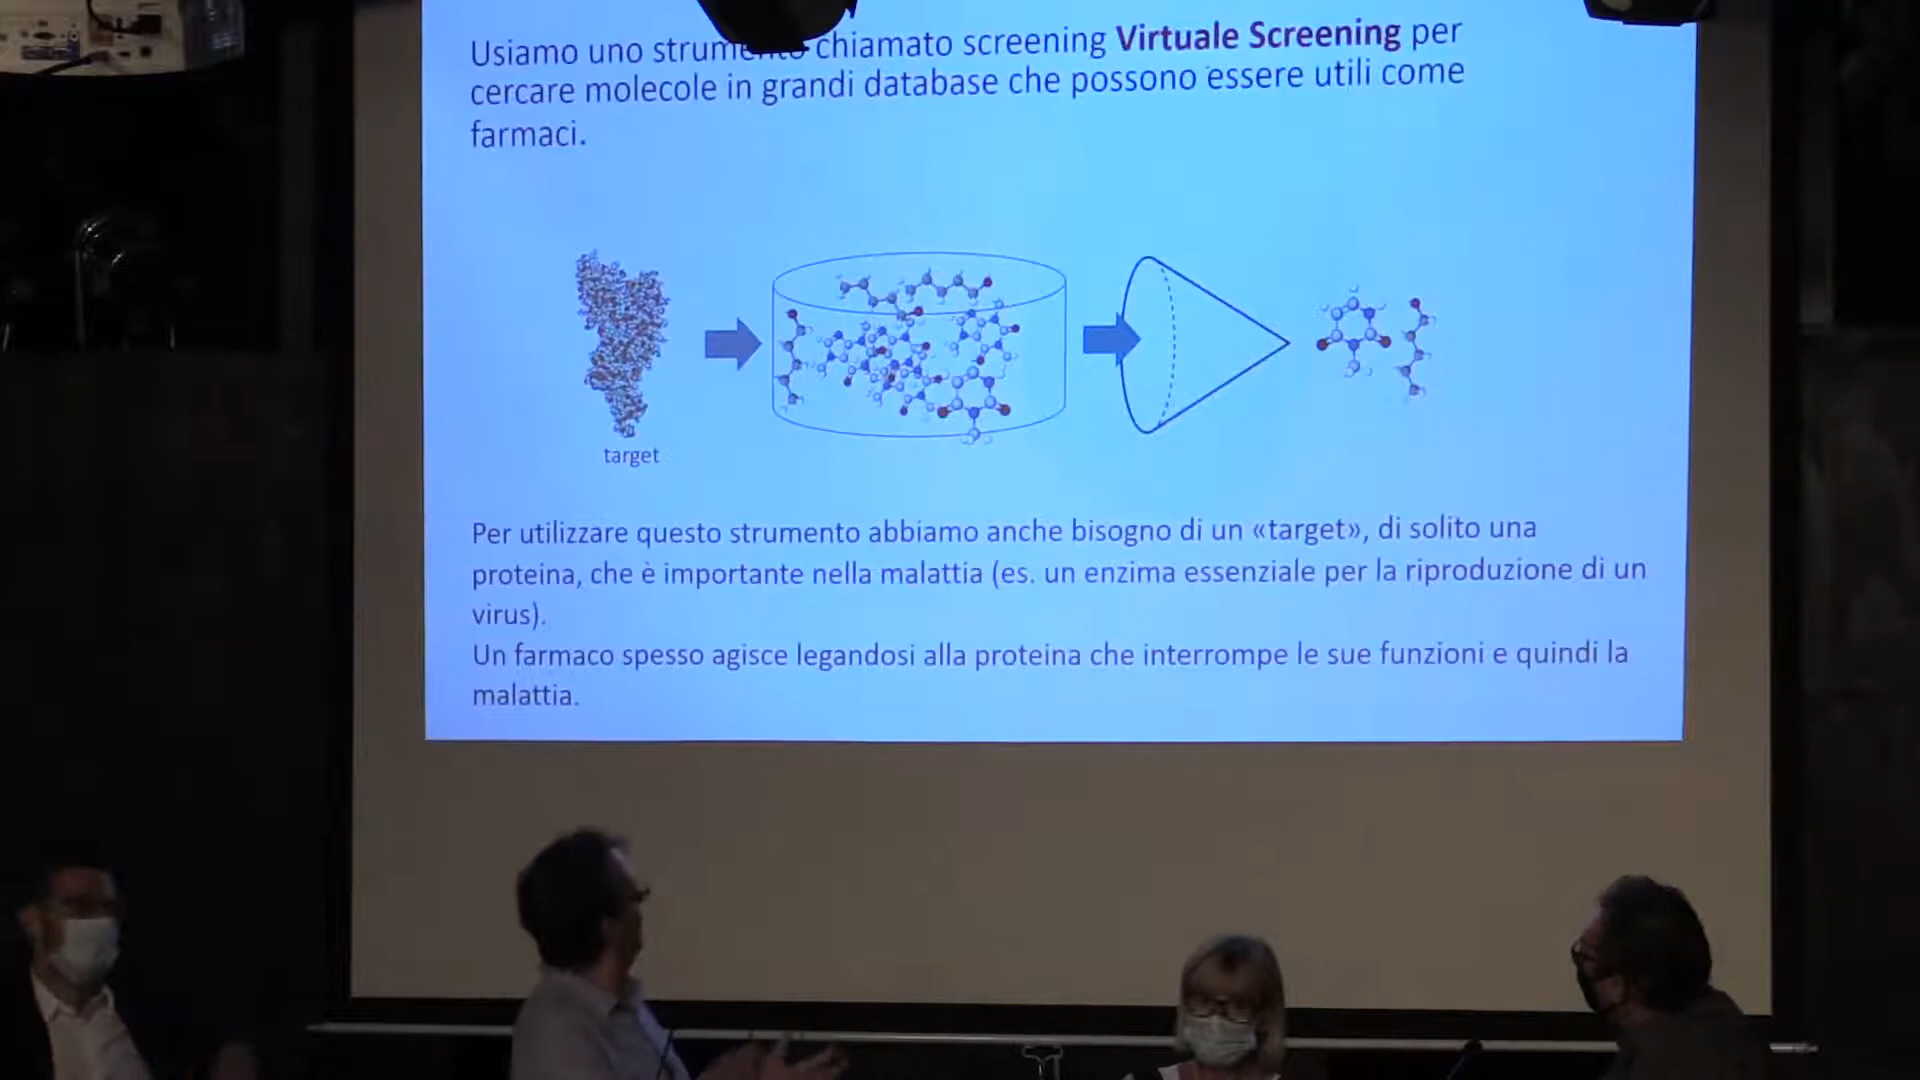 Usiamo uno strumento chiamato screening Virtuale Screening per
cercare molecole in grandi database che possono essere utili come
farmaci.
target
Per utilizzare questo strumento abbiamo anche bisogno di un «target», di solito una
proteina, che è importante nella malattia (es. un enzima essenziale per la riproduzione di un
virus).
Un farmaco spesso agisce legandosi alla proteina che interrompe le sue funzioni e quindi la
malattia.